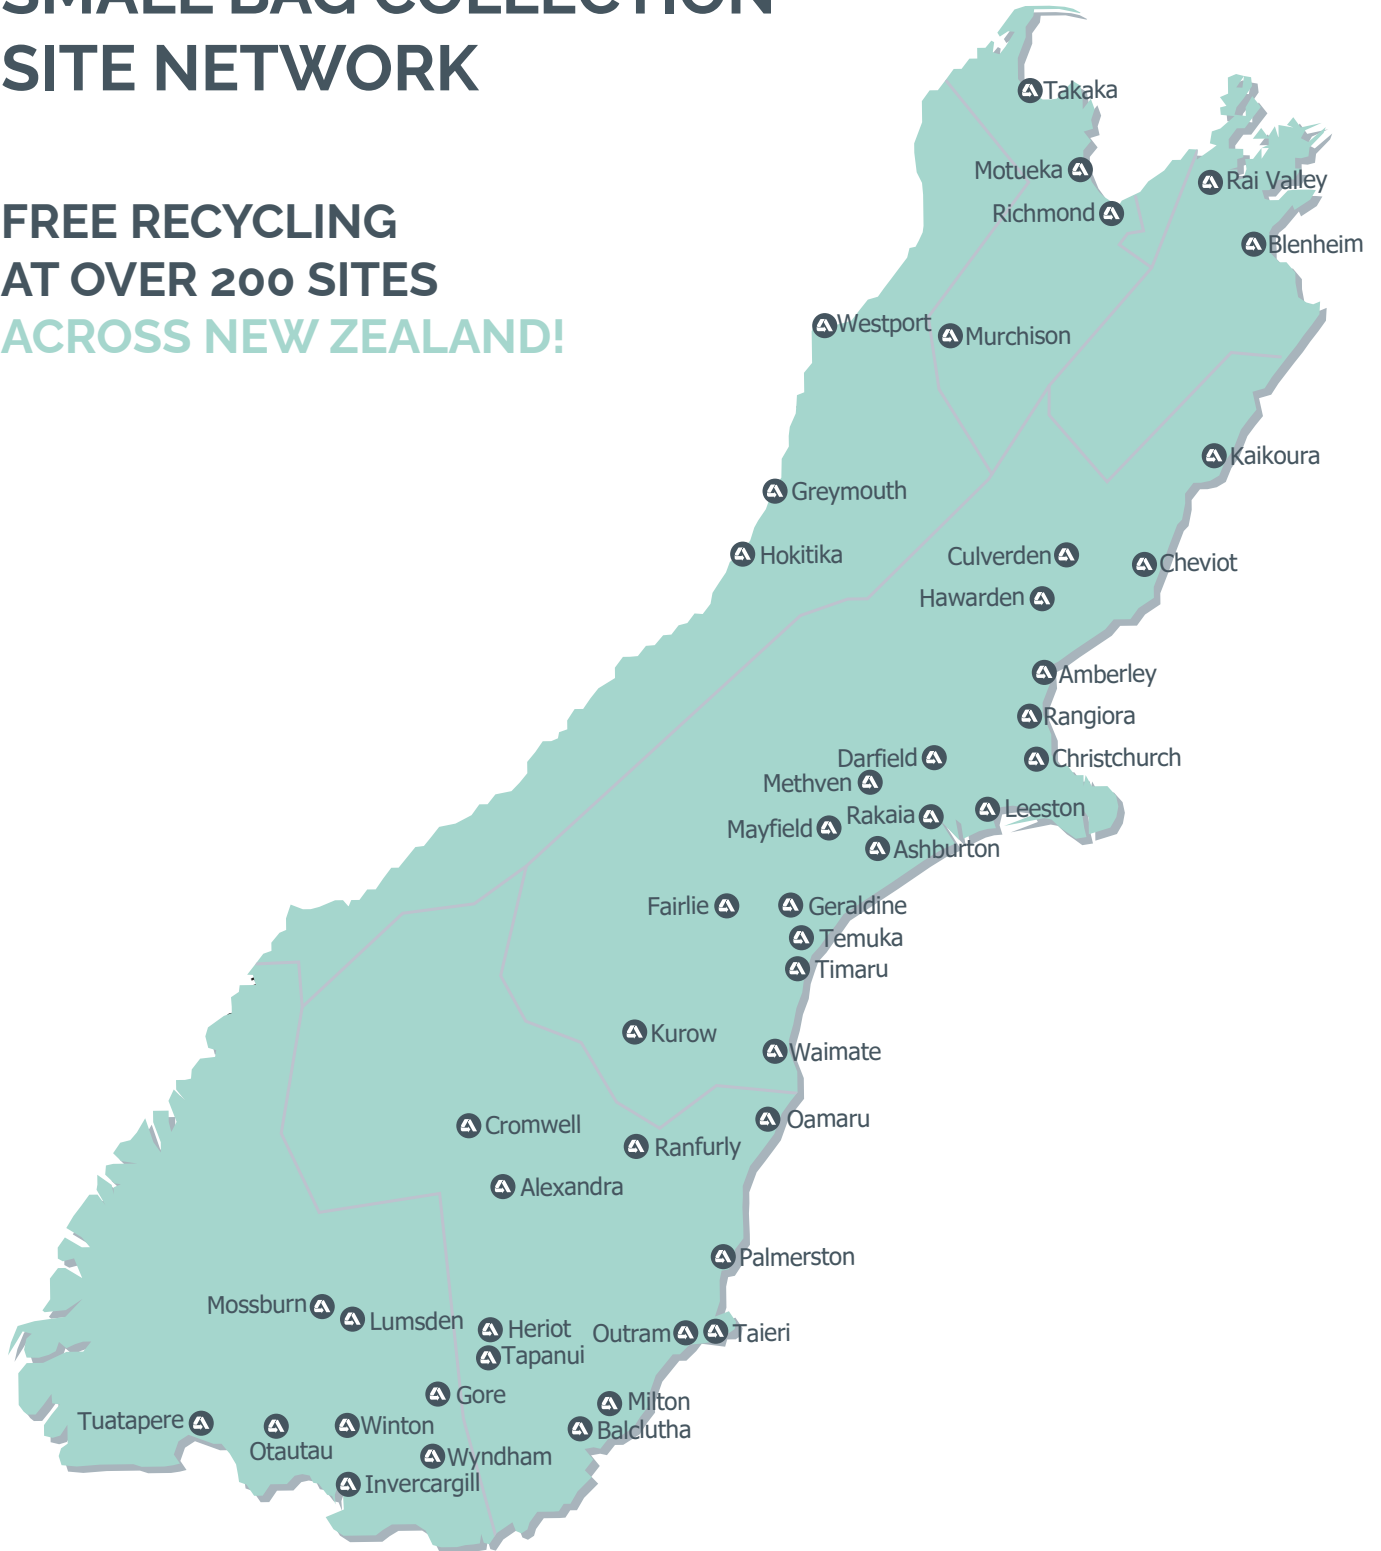 SMALL BAG COLLECTION
SITE NETWORK
FREE RECYCLING
AT OVER 200 SITES
ACROSS NEW ZEALAND!
Takaka
Motueka
Rai Valley
Richmond
Blenheim
Westport
Murchison
Kaikoura
Greymouth
Hokitika
Culverden
Cheviot
Hawarden
Amberley
Rangiora
Darfield
Christchurch
Methven
Leeston
Rakaia
Mayfield
Ashburton
Fairlie
Geraldine
Temuka
Timaru
Kurow
Waimate
Oamaru
Cromwell
Ranfurly
Alexandra
Palmerston
Mossburn
Lumsden
Heriot
Outram
Taieri
Tapanui
Gore
Milton
Tuatapere
Winton
Balclutha
Otautau
Wyndham
Invercargill